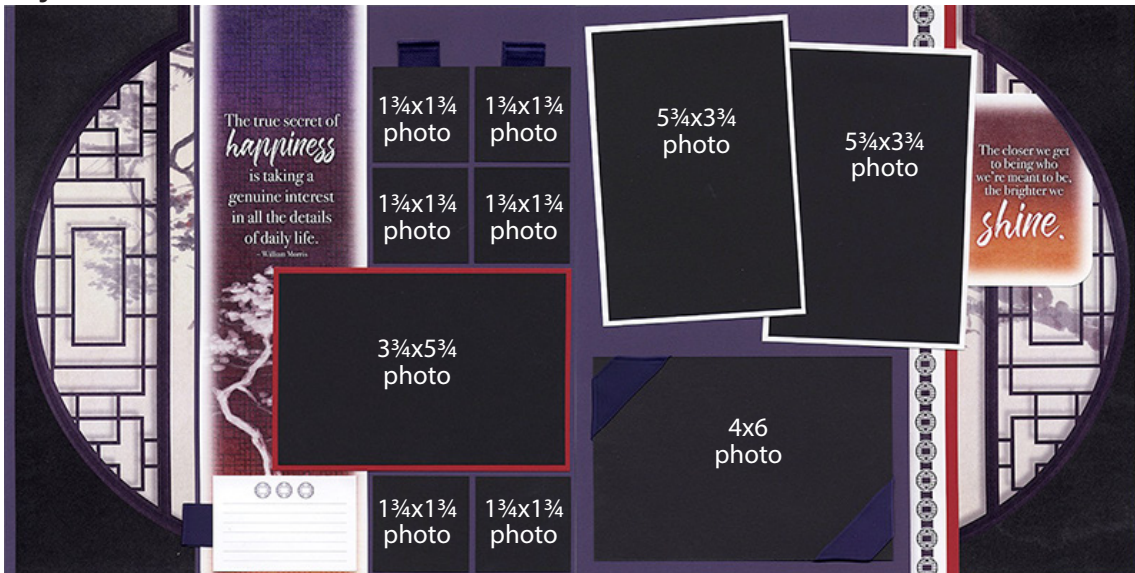 The true secret of
happiness
is taking a
genuine interest
in all the details
of daily life.
- William Morris
1¾x1¾
photo
1¾x1¾
photo
1¾x1¾
photo
1¾x1¾
photo
3¾x5¾
photo
1¾x1¾
photo
1¾x1¾
photo
5¾x3¾
photo
5¾x3¾
photo
The closer we get
to being who
we're meant to be,
the brighter we
shine.
4x6
photo